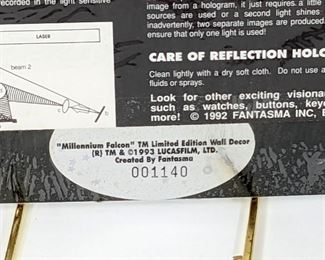 recorded in the light sensitive
LASER
beam 2
b
image from a hologram, it just requires a little
sources are used or a second light shines
inadvertently, two separate images are produced
ensure that only one light is used!
CARE OF REFLECTION HOLO
Clean lightly with a dry soft cloth. Do not use a
fluids or sprays.
Look for other exciting visiona
such as watches, buttons, keyc
more! © 1992 FANTASMA INC, E
"Millennium Falcon" TM Limited Edition Wall Decor
(R) TM & ©1993 LUCASFILM, LTD.
Created By Fantasma
001140